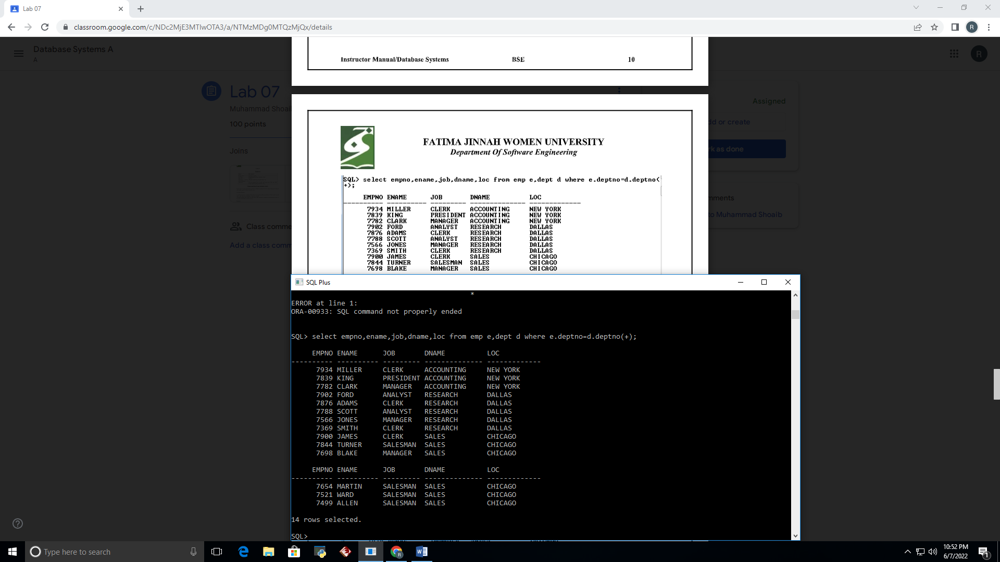 Lab 07
classroom.google.com/c/NDc2MjE3MTIwOTA3/a/NTMzMDg0MTQzMjQx/details
R
Database Systems A
A
R
Instructor Manual/Database Systems BSE 10
Lab 07
Muhammad Shoaib
100 points
Joins
Class comme
Add a class comm
Assigned
dd or create
rk as done
mments
to Muhammad Shoaib
FATIMA JINNAH WOMEN UNIVERSITY
Department Of Software Engineering
SQL> select empno,ename,job,dname,loc from emp e,dept d where e.deptno=d.deptno(
+);
EMPNO ENAME JOB DNAME LOC
---------- ---------- --------- -------------- -------------
7934 MILLER CLERK ACCOUNTING NEW YORK
7839 KING PRESIDENT ACCOUNTING NEW YORK
7782 CLARK MANAGER ACCOUNTING NEW YORK
7902 FORD ANALYST RESEARCH DALLAS
7876 ADAMS CLERK RESEARCH DALLAS
7788 SCOTT ANALYST RESEARCH DALLAS
7566 JONES MANAGER RESEARCH DALLAS
7369 SMITH CLERK RESEARCH DALLAS
7900 JAMES CLERK SALES CHICAGO
7844 TURNER SALESMAN SALES CHICAGO
7698 BLAKE MANAGER SALES CHICAGO
SQL Plus
*
ERROR at line 1:
ORA-00933: SQL command not properly ended
SQL> select empno,ename,job,dname,loc from emp e,dept d where e.deptno=d.deptno(+);
EMPNO ENAME JOB DNAME LOC
---------- ---------- --------- -------------- -------------
7934 MILLER CLERK ACCOUNTING NEW YORK
7839 KING PRESIDENT ACCOUNTING NEW YORK
7782 CLARK MANAGER ACCOUNTING NEW YORK
7902 FORD ANALYST RESEARCH DALLAS
7876 ADAMS CLERK RESEARCH DALLAS
7788 SCOTT ANALYST RESEARCH DALLAS
7566 JONES MANAGER RESEARCH DALLAS
7369 SMITH CLERK RESEARCH DALLAS
7900 JAMES CLERK SALES CHICAGO
7844 TURNER SALESMAN SALES CHICAGO
7698 BLAKE MANAGER SALES CHICAGO
EMPNO ENAME JOB DNAME LOC
---------- ---------- --------- -------------- -------------
7654 MARTIN SALESMAN SALES CHICAGO
7521 WARD SALESMAN SALES CHICAGO
7499 ALLEN SALESMAN SALES CHICAGO
14 rows selected.
SQL>
Type here to search
10:52 PM
6/7/2022
1